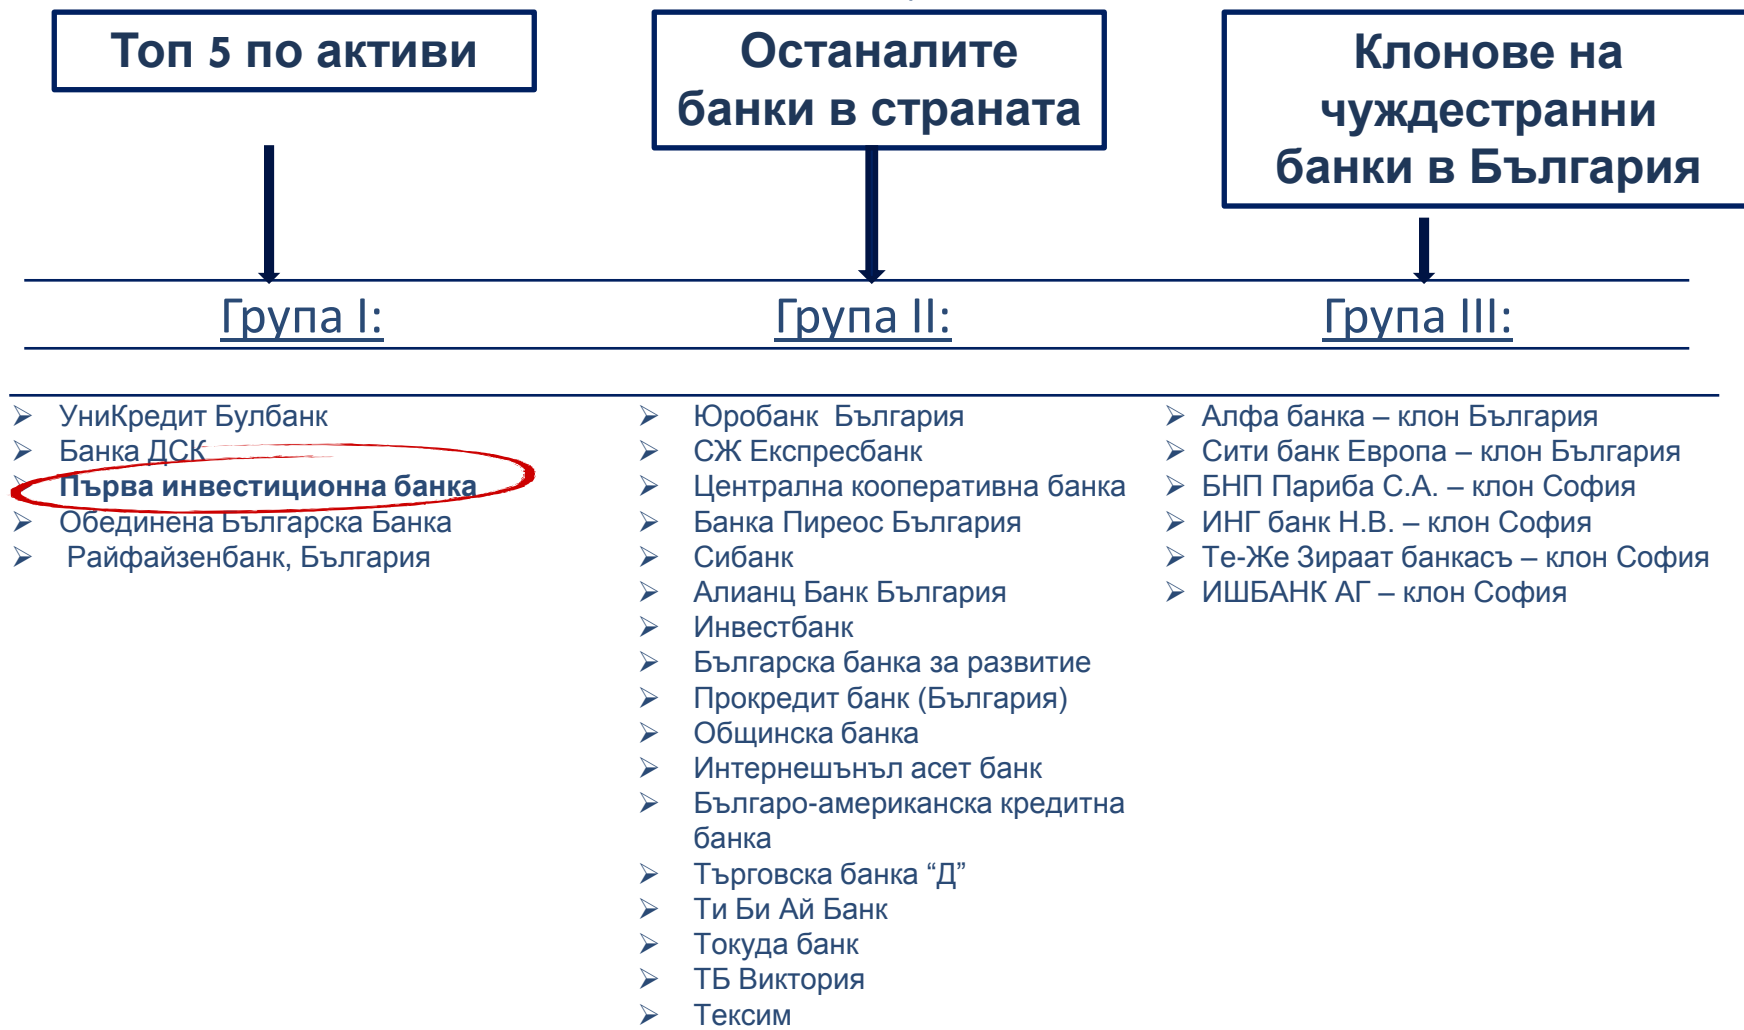 Топ 5 по активи
Останалите
банки в страната
Клонове на
чуждестранни
банки в България
Група I:
Група II:
Група III:
УниКредит Булбанк
Банка ДСК
Първа инвестиционна банка
Обединена Българска Банка
Райфайзенбанк, България
Юробанк България
СЖ Експресбанк
Централна кооперативна банка
Банка Пиреос България
Сибанк
Алианц Банк България
Инвестбанк
Българска банка за развитие
Прокредит банк (България)
Общинска банка
Интернешънъл асет банк
Българо-американска кредитна
банка
Търговска банка “Д”
Ти Би Ай Банк
Токуда банк
ТБ Виктория
Тексим
Алфа банка – клон България
Сити банк Европа – клон България
БНП Париба С.А. – клон София
ИНГ банк Н.В. – клон София
Те-Же Зираат банкасъ – клон София
ИШБАНК АГ – клон София